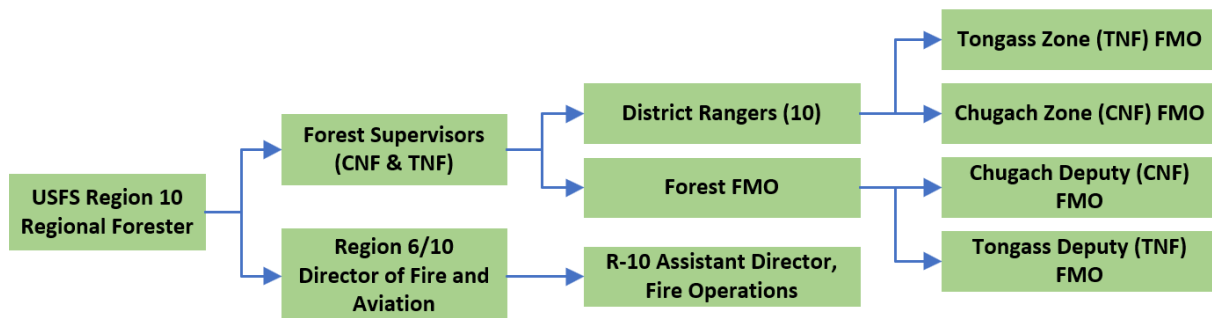 USFS Region 10
Regional Forester
Forest Supervisors
(CNF & TNF)
Region 6/10
Director of Fire and
Aviation
District Rangers (10)
Forest FMO
R-10 Assistant Director,
Fire Operations
Tongass Zone (TNF) FMO
Chugach Zone (CNF) FMO
Chugach Deputy (CNF)
FMO
Tongass Deputy (TNF)
FMO